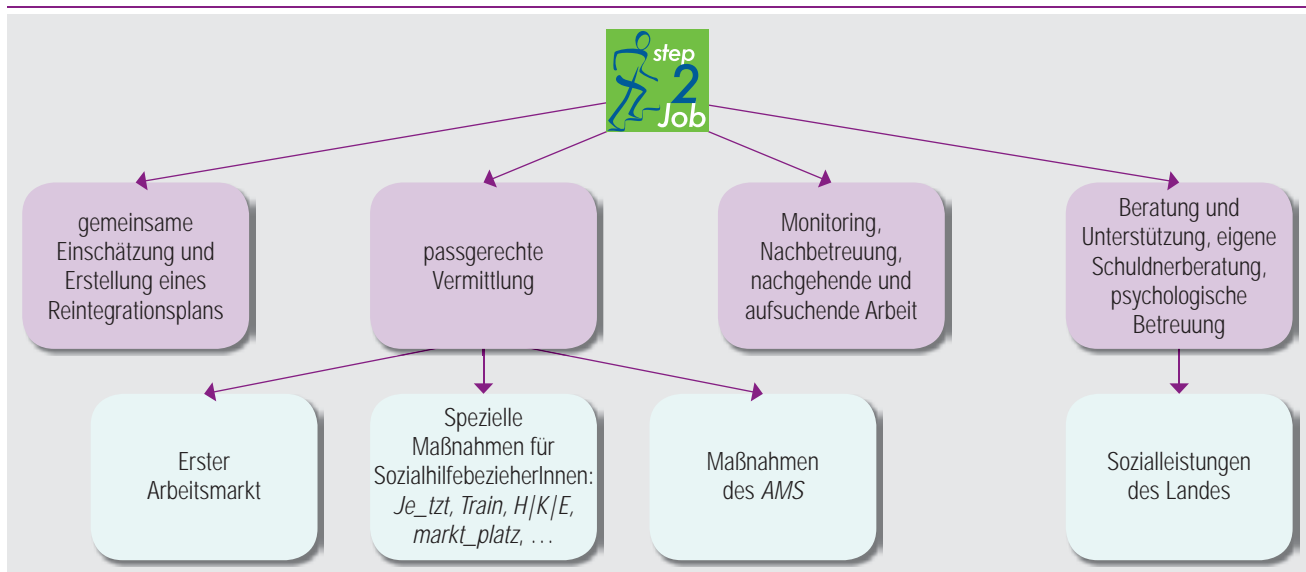 step
2
Job
gemeinsame
Einschätzung und
Erstellung eines
Reintegrationsplans
passgerechte
Vermittlung
Monitoring,
Nachbetreuung,
nachgehende und
aufsuchende Arbeit
Beratung und
Unterstützung, eigene
Schuldnerberatung,
psychologische
Betreuung
Erster
Arbeitsmarkt
Spezielle
Maßnahmen für
SozialhilfebezieherInnen:
Je_tzt, Train, H|K|E,
markt_platz, …
Maßnahmen
des AMS
Sozialleistungen
des Landes